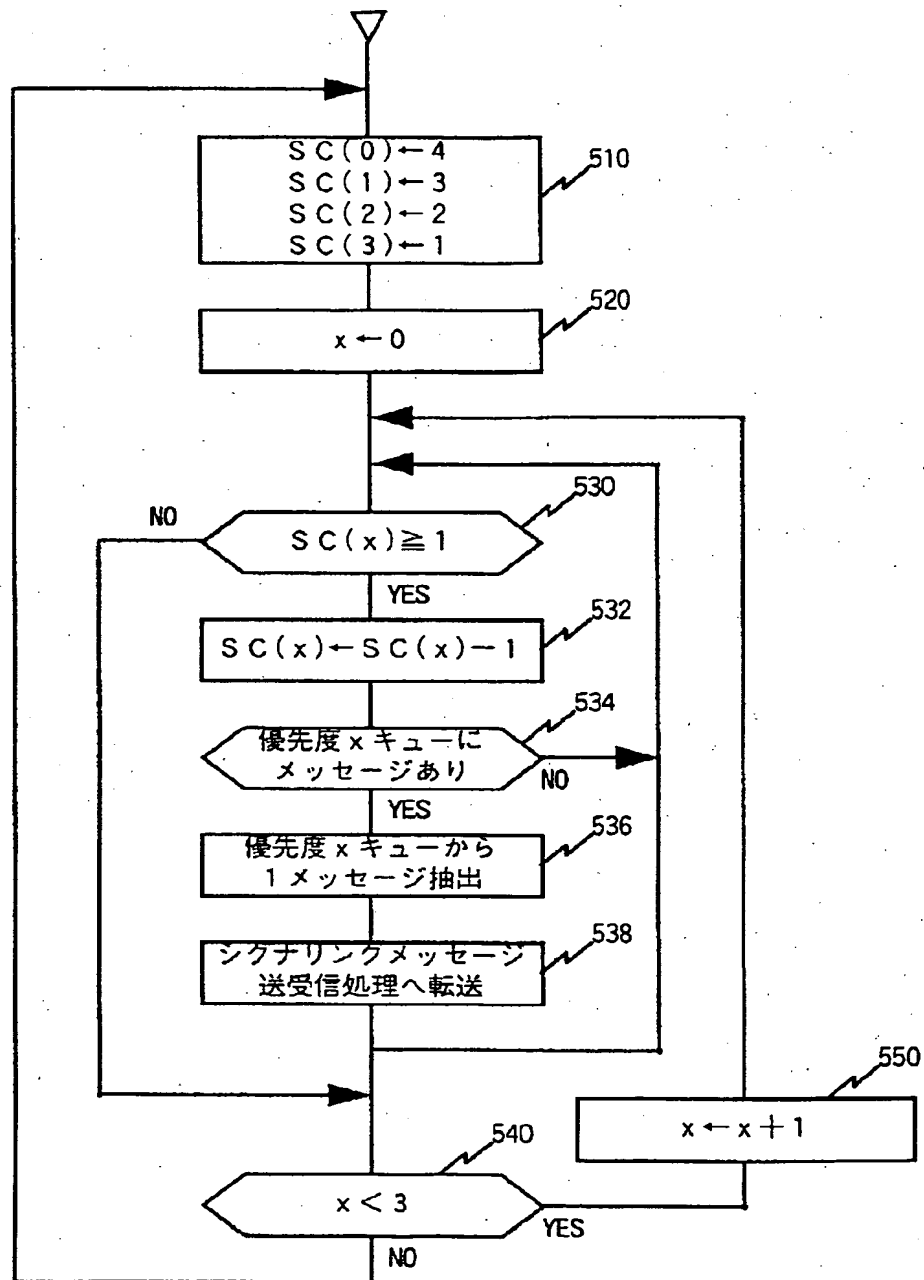 SC(0)←4
SC(1)←3
SC(2)←2
SC(3)←1
510
x←0
520
SC(x)≧1
530
NO
YES
SC(x)←SC(x)－1
532
優先度xキューに
メッセージあり
534
NO
YES
優先度xキューから
1メッセージ抽出
536
シクナリンクメッセージ
送受信処理へ転送
538
x←x＋1
550
x＜3
540
YES
NO